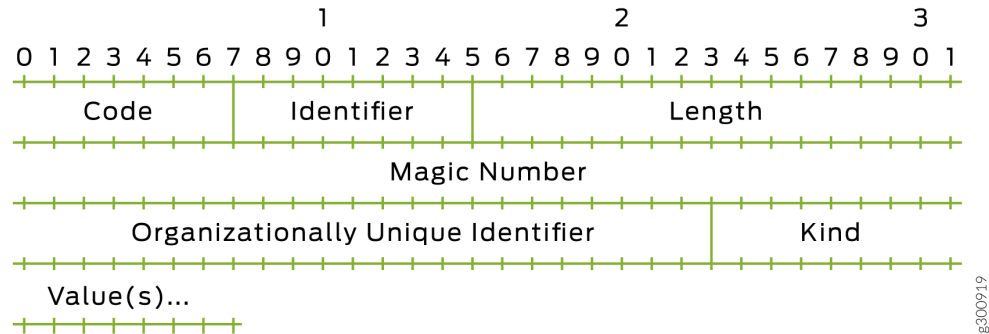 1 2 3
0 1 2 3 4 5 6 7 8 9 0 1 2 3 4 5 6 7 8 9 0 1 2 3 4 5 6 7 8 9 0 1
Code Identifier Length
Magic Number
Organizationally Unique Identifier Kind
Value(s)...
g300919